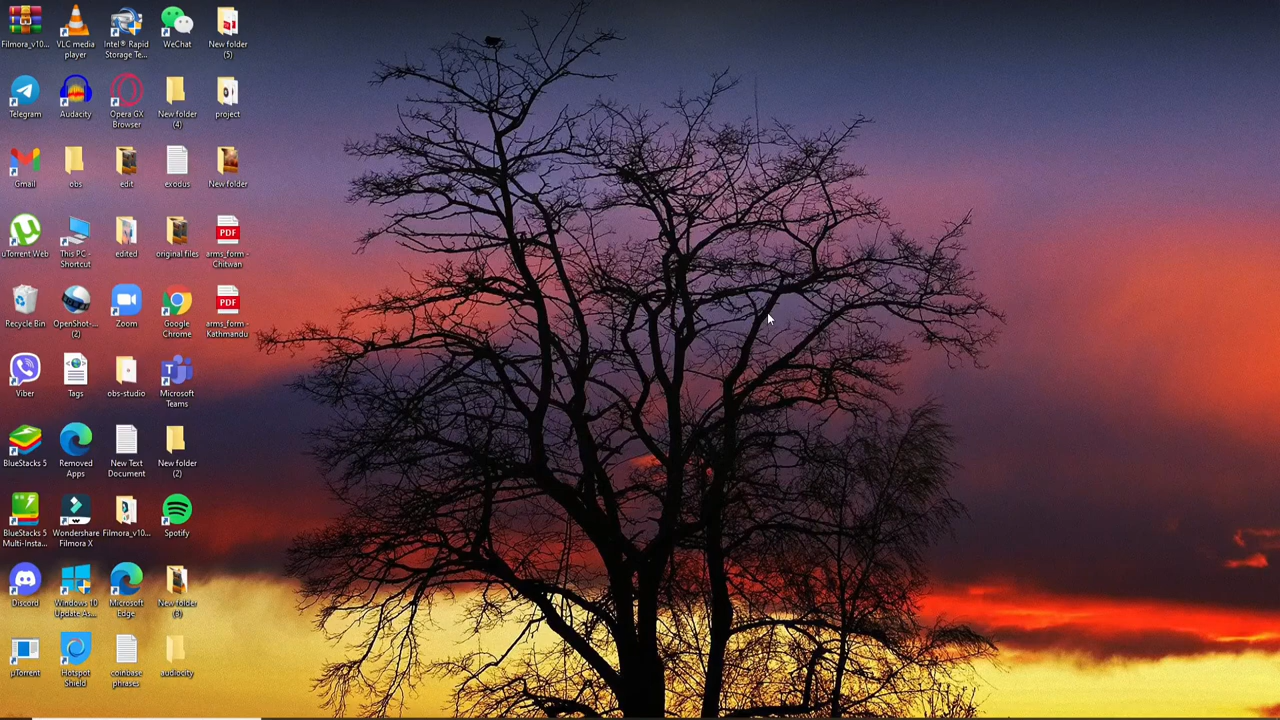 Filmora_v10...
VLC media
player
Intel® Rapid
Storage Te...
WeChat
New folder
(5)
Telegram
Audacity
Opera GX
Browser
New folder
(4)
project
Gmail
obs
edit
exodus
New folder
uTorrent Web
This PC -
Shortcut
edited
original files
PDF
arms_form -
Chitwan
Recycle Bin
OpenShot-...
(2)
Zoom
Google
Chrome
PDF
arms_form -
Kathmandu
Viber
Tags
obs-studio
Microsoft
Teams
BlueStacks 5
Removed
Apps
New Text
Document
New folder
(2)
BlueStacks 5
Multi-Insta...
Wondershare
Filmora X
Filmora_v10...
Spotify
Discord
Windows 10
Update As...
Microsoft
Edge
New folder
(3)
µTorrent
Hotspot
Shield
coinbase
phrases
audiocity